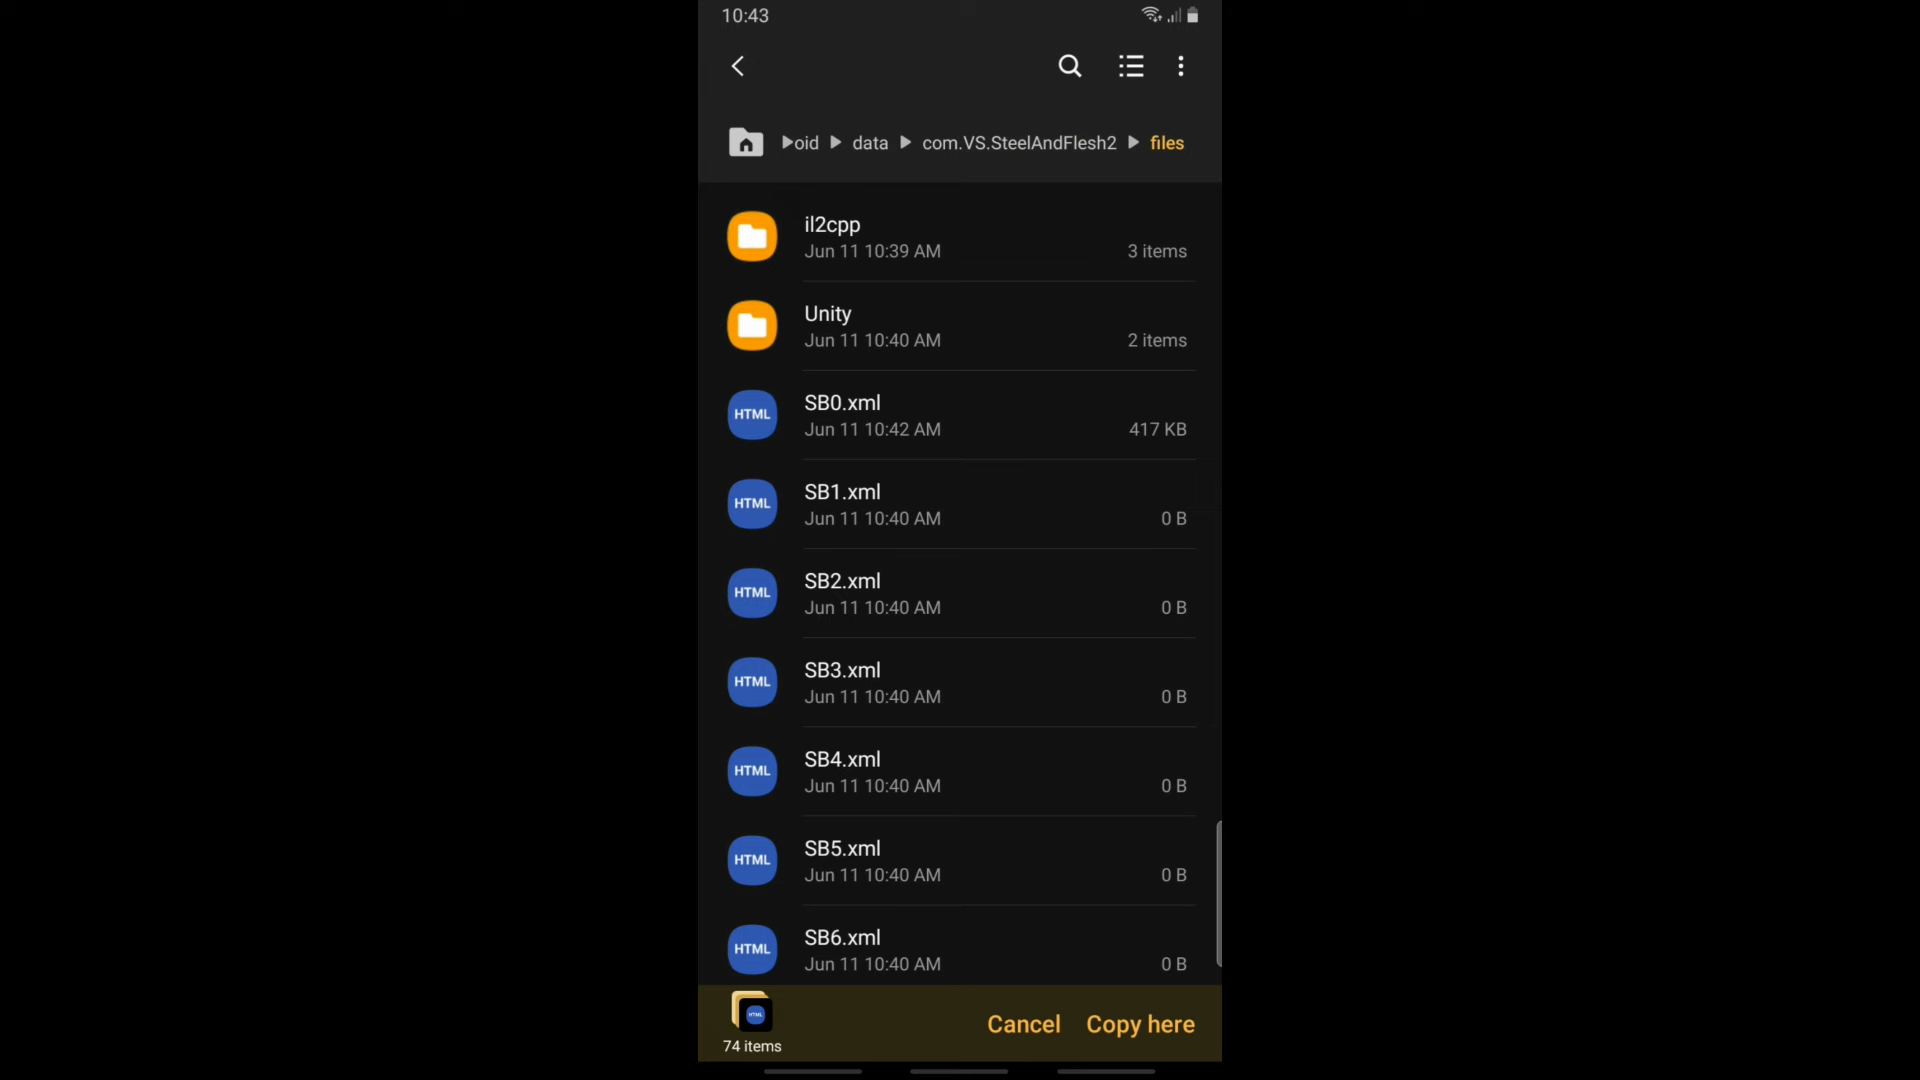 10:43
oid data com.VS.SteelAndFlesh2 files
il2cpp
Jun 11 10:39 AM 3 items
Unity
Jun 11 10:40 AM 2 items
HTML SB0.xml
Jun 11 10:42 AM 417 KB
HTML SB1.xml
Jun 11 10:40 AM 0 B
HTML SB2.xml
Jun 11 10:40 AM 0 B
HTML SB3.xml
Jun 11 10:40 AM 0 B
HTML SB4.xml
Jun 11 10:40 AM 0 B
HTML SB5.xml
Jun 11 10:40 AM 0 B
HTML SB6.xml
Jun 11 10:40 AM 0 B
HTML
Cancel Copy here
74 items